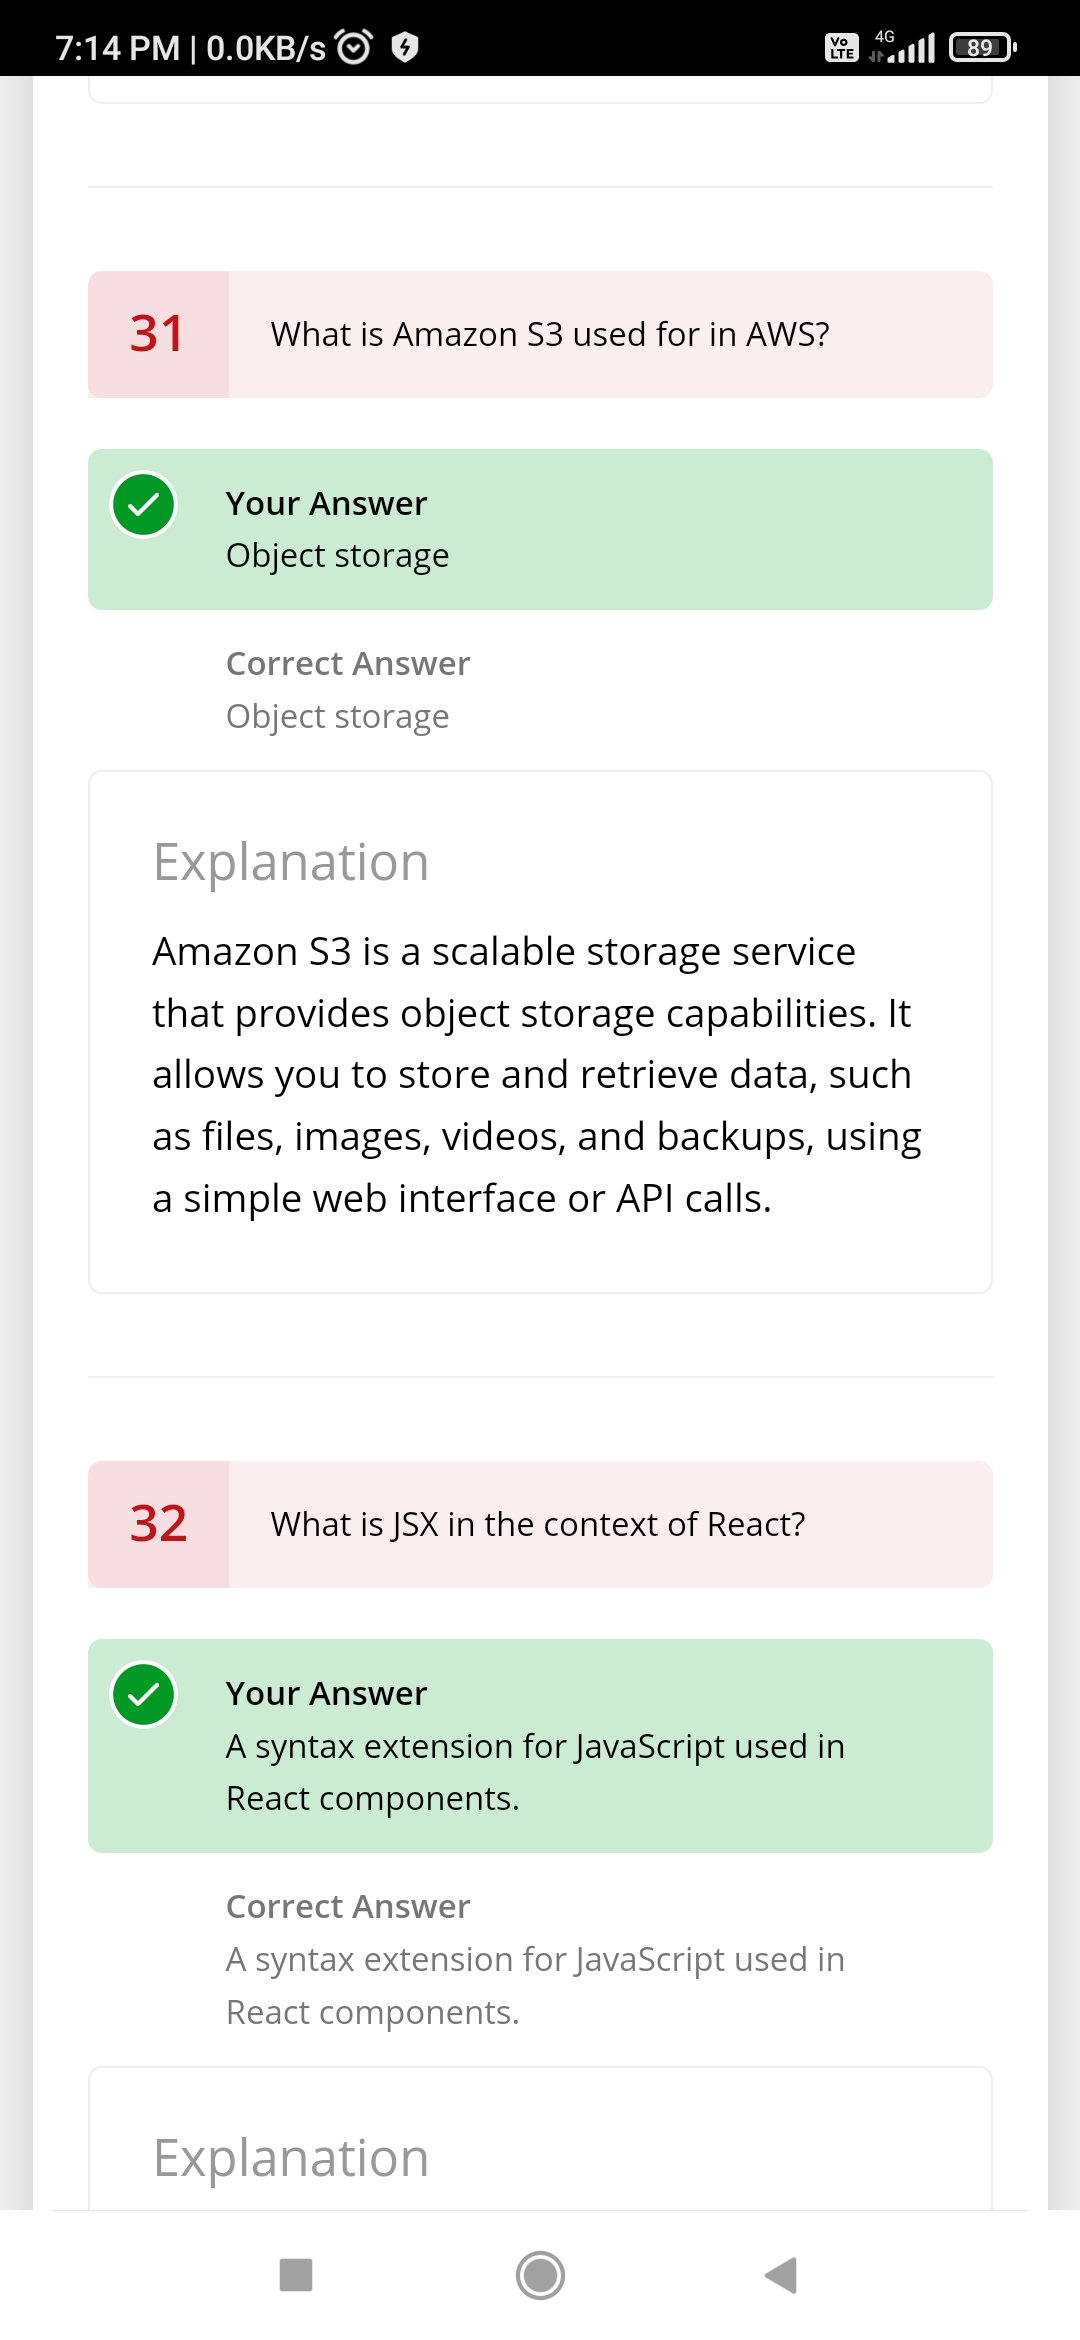 7:14 PM | 0.0KB/s
Vo
LTE
4G
89
31
What is Amazon S3 used for in AWS?
Your Answer
Object storage
Correct Answer
Object storage
Explanation
Amazon S3 is a scalable storage service
that provides object storage capabilities. It
allows you to store and retrieve data, such
as files, images, videos, and backups, using
a simple web interface or API calls.
32
What is JSX in the context of React?
Your Answer
A syntax extension for JavaScript used in
React components.
Correct Answer
A syntax extension for JavaScript used in
React components.
Explanation